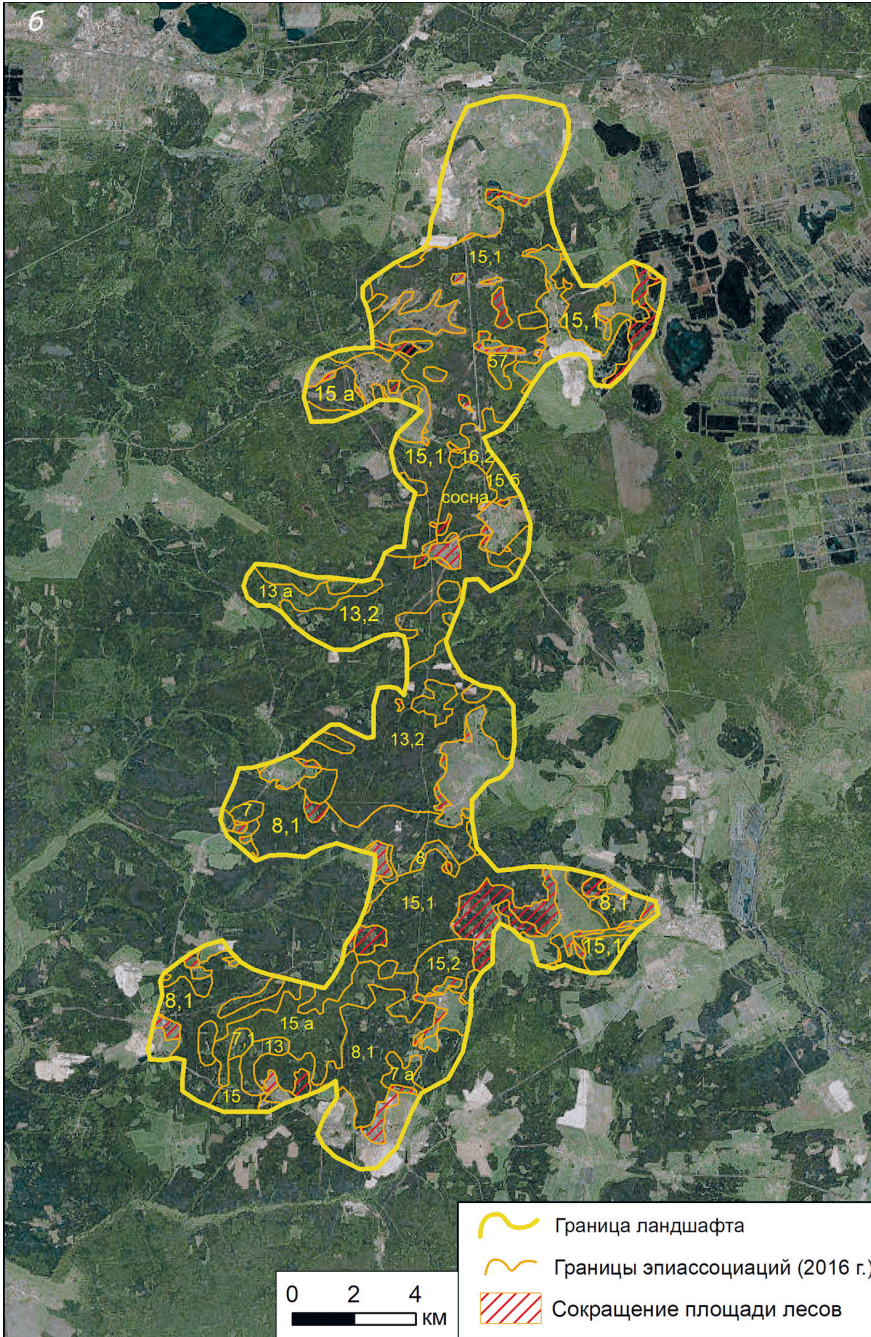 б
15,1
15,1
57
15 а
15,1
16,2
15 б
сосна
13 а
13,2
13,2
7
8,1
8
15,1
8,1
15,1
15,2
8,1
15 а
7,1
13
8,1
7 а
15
Граница ландшафта
Границы эпиассоциаций (2016 г.)
Сокращение площади лесов
0 2 4
км